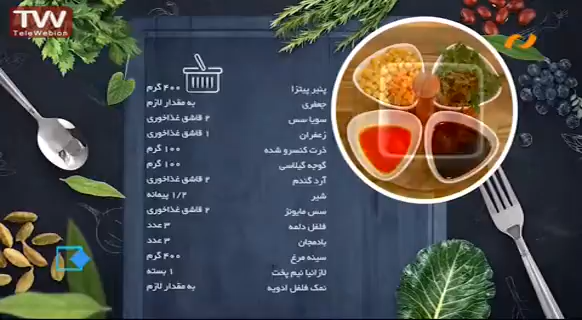 TW
TeleWebion
پنیر پیتزا ۴۰۰ گرم
جعفری به مقدار لازم
سویا سس ۲ قاشق غذاخوری
زعفران ۱ قاشق غذاخوری
ذرت کنسرو شده ۱۰۰ گرم
گوجه گیلاسی ۱۰۰ گرم
آرد گندم ۲ قاشق غذاخوری
شیر ۱/۲ پیمانه
سس مایونز ۲ قاشق غذاخوری
فلفل دلمه ۳ عدد
بادمجان ۳ عدد
سینه مرغ ۴۰۰ گرم
لازانیا نیم پخت ۱ بسته
نمک فلفل ادویه به مقدار لازم